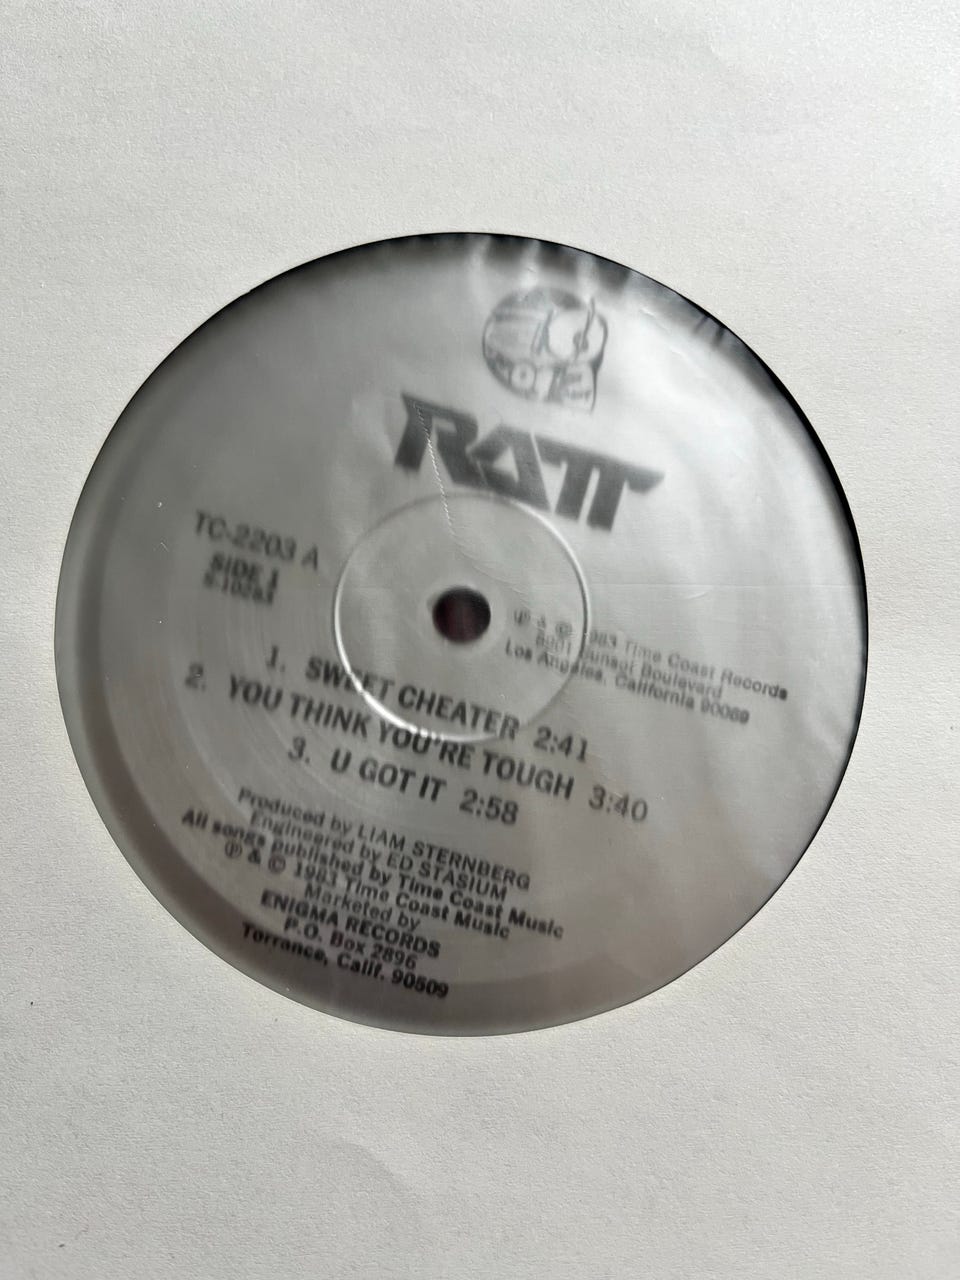 RATT
TC-2203 A
SIDE 1
℗ & © 1983 Time Coast Records
Sunset Boulevard
Los Angeles, California 90069
1. SWEET CHEATER 2:41
2. YOU THINK YOU'RE TOUGH 3:40
3. U GOT IT 2:58
Produced by LIAM STERNBERG
Engineered by ED STASIUM
All songs published by Time Coast Music
℗ & © 1983 Time Coast Music
Marketed by
ENIGMA RECORDS
P.O. Box 2896
Torrance, Calif. 90509